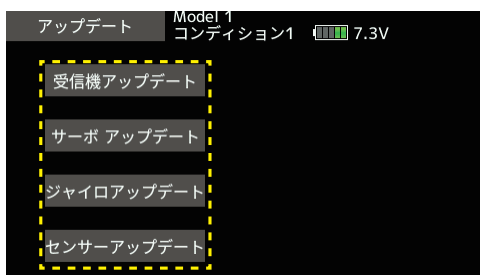 アップデート
Model 1
コンディション1 7.3V
受信機アップデート
サーボ アップデート
ジャイロアップデート
センサーアップデート